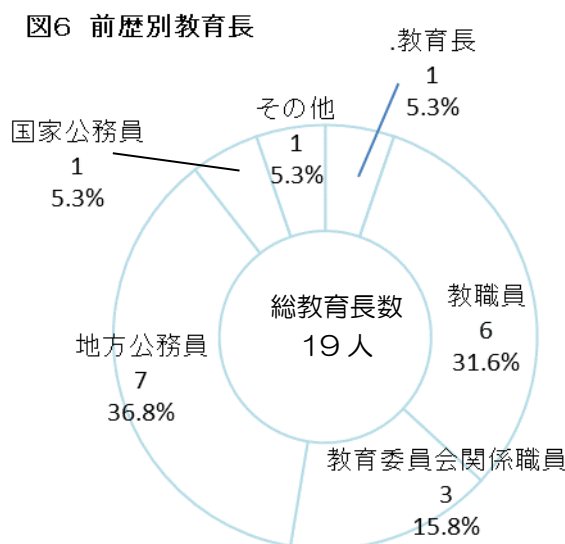 図6 前歴別教育長
.教育長
1
5.3%
その他
1
5.3%
国家公務員
1
5.3%
教職員
6
31.6%
総教育長数
19人
地方公務員
7
36.8%
教育委員会関係職員
3
15.8%